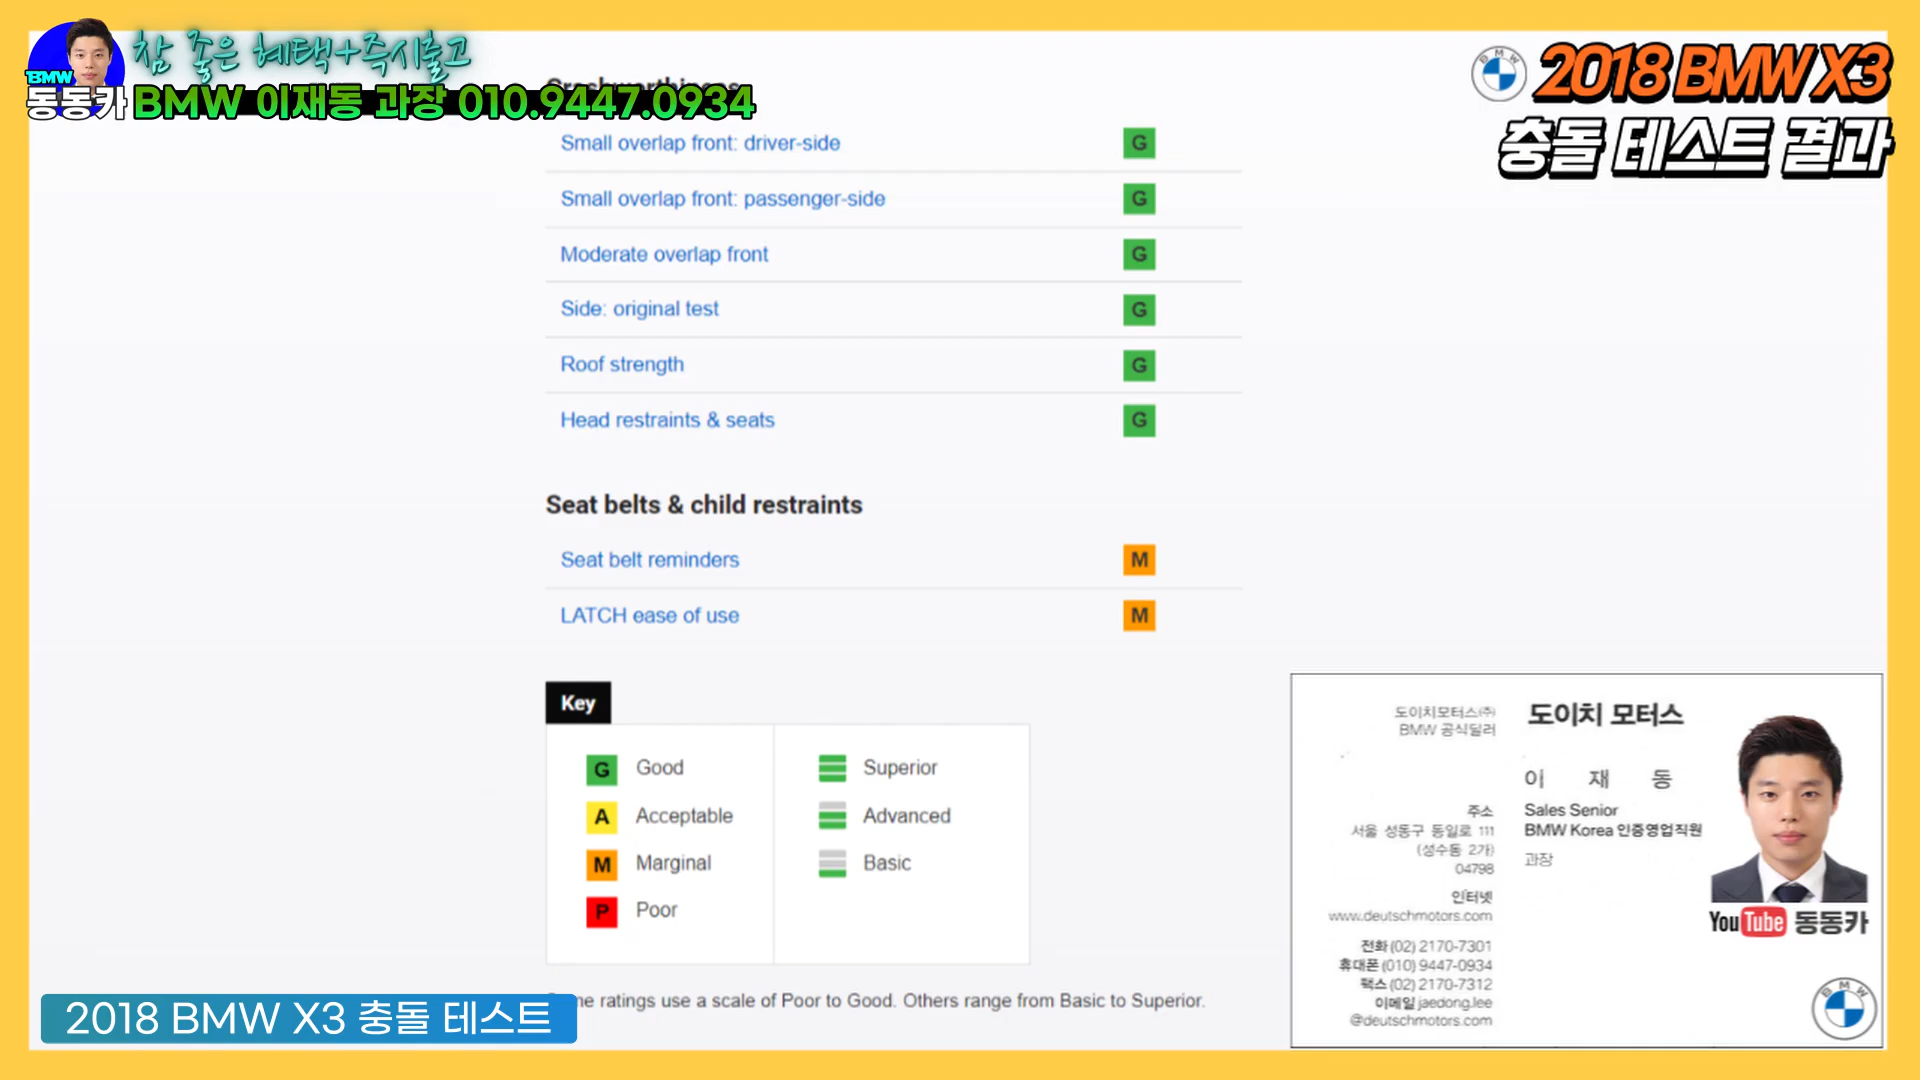 참 좋은 혜택+즉시출고
BMW
동동카 BMW 이재동 과장 010.9447.0934
BMW
2018 BMW X3
충돌 테스트 결과
Small overlap front: driver-side G
Small overlap front: passenger-side G
Moderate overlap front G
Side: original test G
Roof strength G
Head restraints & seats G
Seat belts & child restraints
Seat belt reminders M
LATCH ease of use M
Key
G Good
A Acceptable
M Marginal
P Poor
Superior
Advanced
Basic
ratings use a scale of Poor to Good. Others range from Basic to Superior.
2018 BMW X3 충돌 테스트
도이치모터스(주)
BMW 공식딜러
주소
서울 성동구 동일로 111
(성수동 2가)
04798
인터넷
www.deutschmotors.com
전화 (02) 2170-7301
휴대폰 (010) 9447-0934
팩스 (02) 2170-7312
이메일 jaedong.lee
@deutschmotors.com
도이치 모터스
이 재 동
Sales Senior
BMW Korea 인증영업직원
과장
YouTube 동동카
BMW